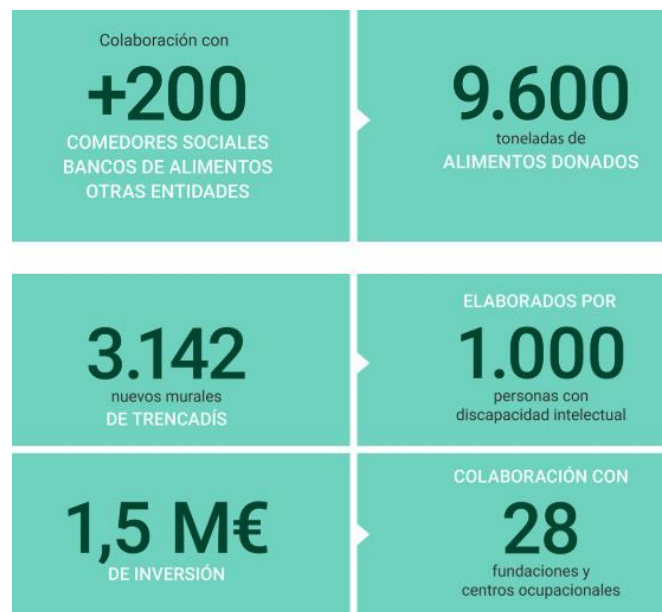 Colaboración con
+200
COMEDORES SOCIALES
BANCOS DE ALIMENTOS
OTRAS ENTIDADES
9.600
toneladas de
ALIMENTOS DONADOS
3.142
nuevos murales
DE TRENCADÍS
ELABORADOS POR
1.000
personas con
discapacidad intelectual
1,5 M€
DE INVERSIÓN
COLABORACIÓN CON
28
fundaciones y
centros ocupacionales